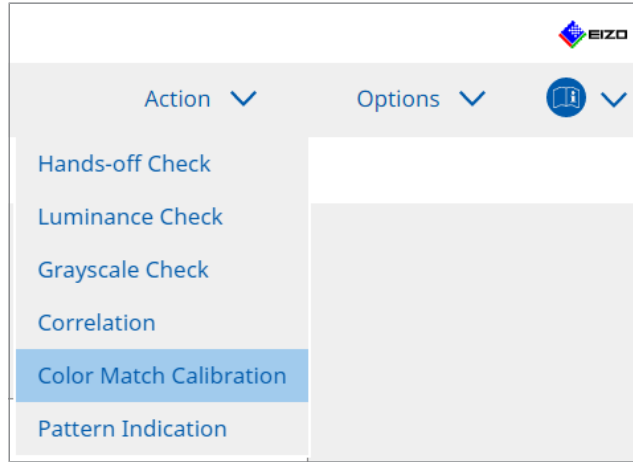 EIZO
Action Options
Hands-off Check
Luminance Check
Grayscale Check
Correlation
Color Match Calibration
Pattern Indication